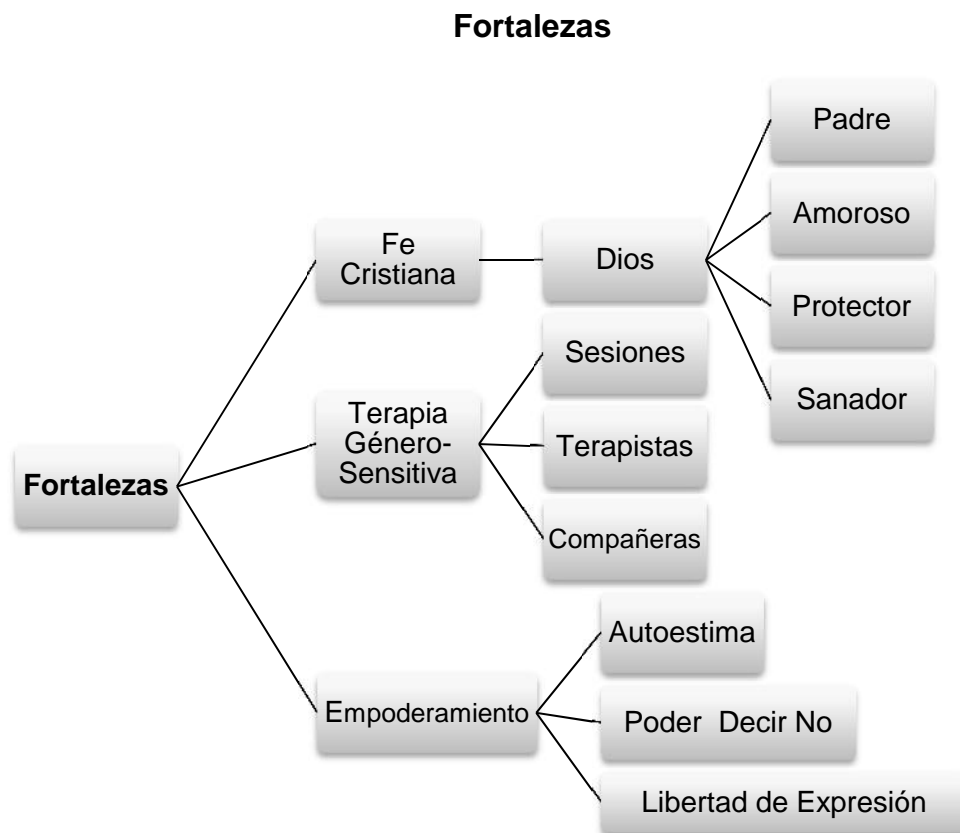 Fortalezas
Padre
Amoroso
Protector
Sanador
Fe
Cristiana
Dios
Sesiones
Terapia
Género-
Sensitiva
Terapistas
Compañeras
Fortalezas
Autoestima
Empoderamiento
Poder  Decir No
Libertad de Expresión